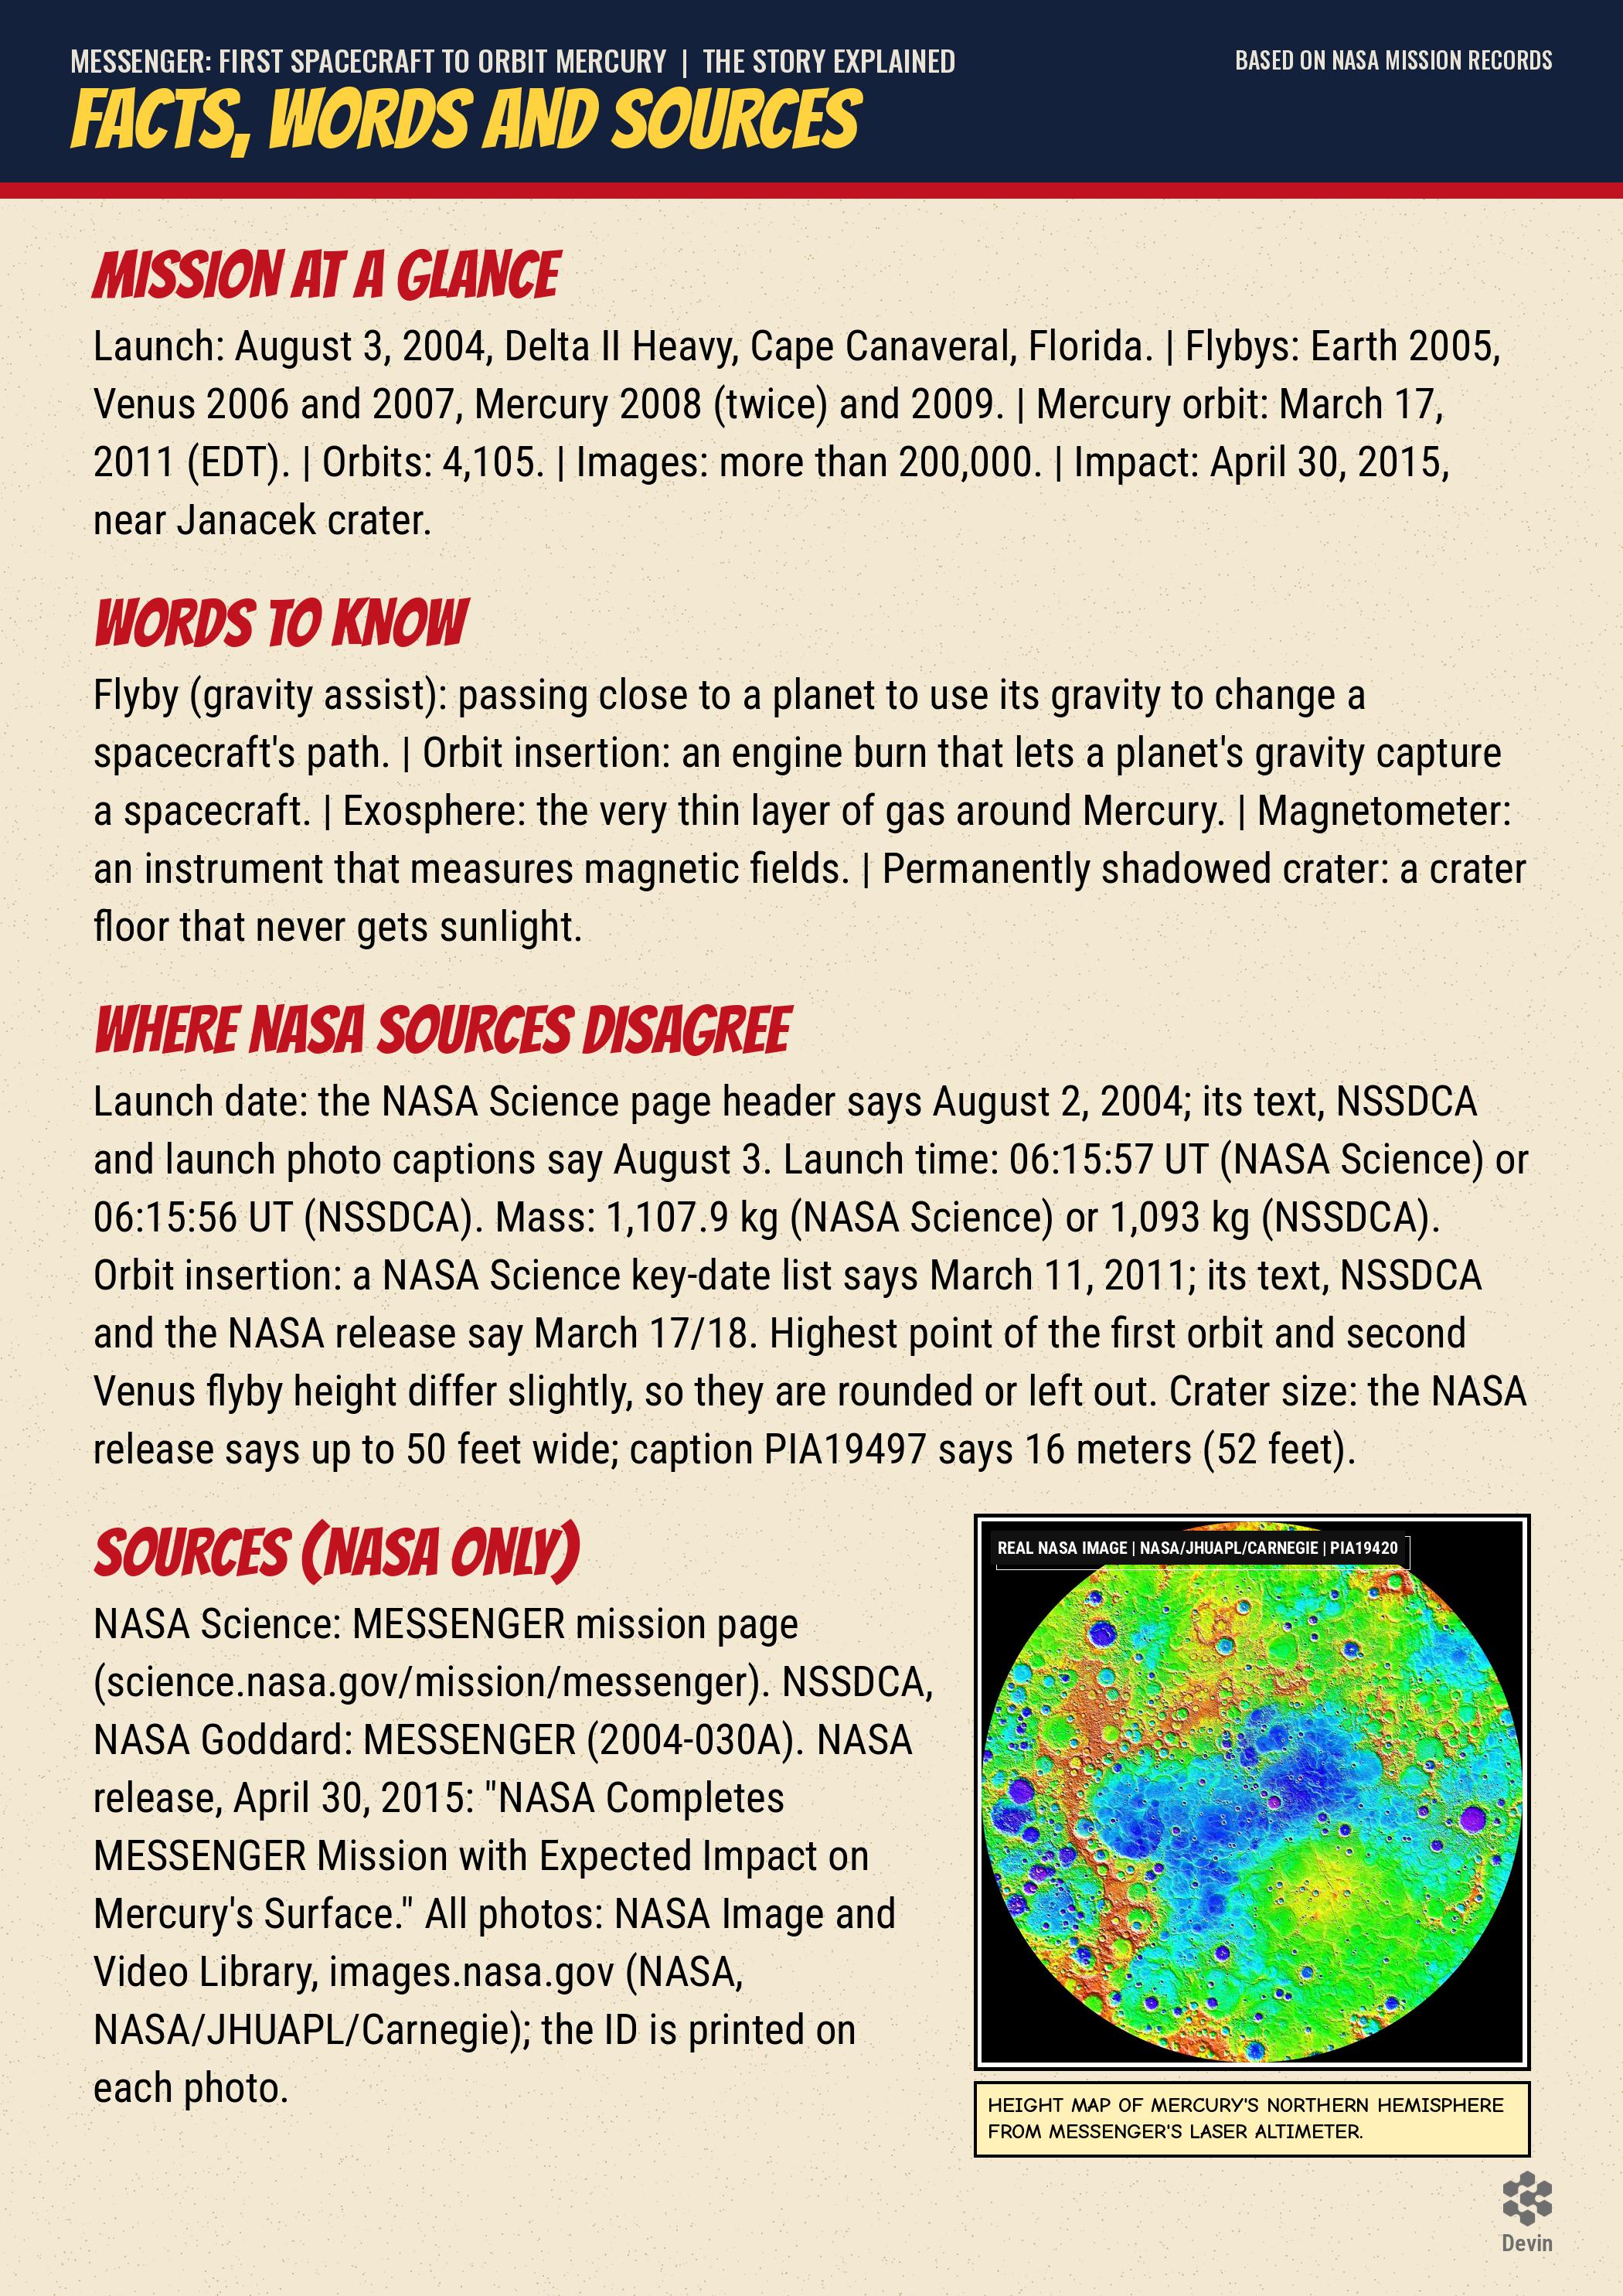 MESSENGER: FIRST SPACECRAFT TO ORBIT MERCURY | THE STORY EXPLAINED
BASED ON NASA MISSION RECORDS
FACTS, WORDS AND SOURCES
MISSION AT A GLANCE
Launch: August 3, 2004, Delta II Heavy, Cape Canaveral, Florida. | Flybys: Earth 2005,
Venus 2006 and 2007, Mercury 2008 (twice) and 2009. | Mercury orbit: March 17,
2011 (EDT). | Orbits: 4,105. | Images: more than 200,000. | Impact: April 30, 2015,
near Janacek crater.
WORDS TO KNOW
Flyby (gravity assist): passing close to a planet to use its gravity to change a
spacecraft's path. | Orbit insertion: an engine burn that lets a planet's gravity capture
a spacecraft. | Exosphere: the very thin layer of gas around Mercury. | Magnetometer:
an instrument that measures magnetic fields. | Permanently shadowed crater: a crater
floor that never gets sunlight.
WHERE NASA SOURCES DISAGREE
Launch date: the NASA Science page header says August 2, 2004; its text, NSSDCA
and launch photo captions say August 3. Launch time: 06:15:57 UT (NASA Science) or
06:15:56 UT (NSSDCA). Mass: 1,107.9 kg (NASA Science) or 1,093 kg (NSSDCA).
Orbit insertion: a NASA Science key-date list says March 11, 2011; its text, NSSDCA
and the NASA release say March 17/18. Highest point of the first orbit and second
Venus flyby height differ slightly, so they are rounded or left out. Crater size: the NASA
release says up to 50 feet wide; caption PIA19497 says 16 meters (52 feet).
SOURCES (NASA ONLY)
NASA Science: MESSENGER mission page
(science.nasa.gov/mission/messenger). NSSDCA,
NASA Goddard: MESSENGER (2004-030A). NASA
release, April 30, 2015: "NASA Completes
MESSENGER Mission with Expected Impact on
Mercury's Surface." All photos: NASA Image and
Video Library, images.nasa.gov (NASA,
NASA/JHUAPL/Carnegie); the ID is printed on
each photo.
REAL NASA IMAGE | NASA/JHUAPL/CARNEGIE | PIA19420
HEIGHT MAP OF MERCURY'S NORTHERN HEMISPHERE
FROM MESSENGER'S LASER ALTIMETER.
Devin